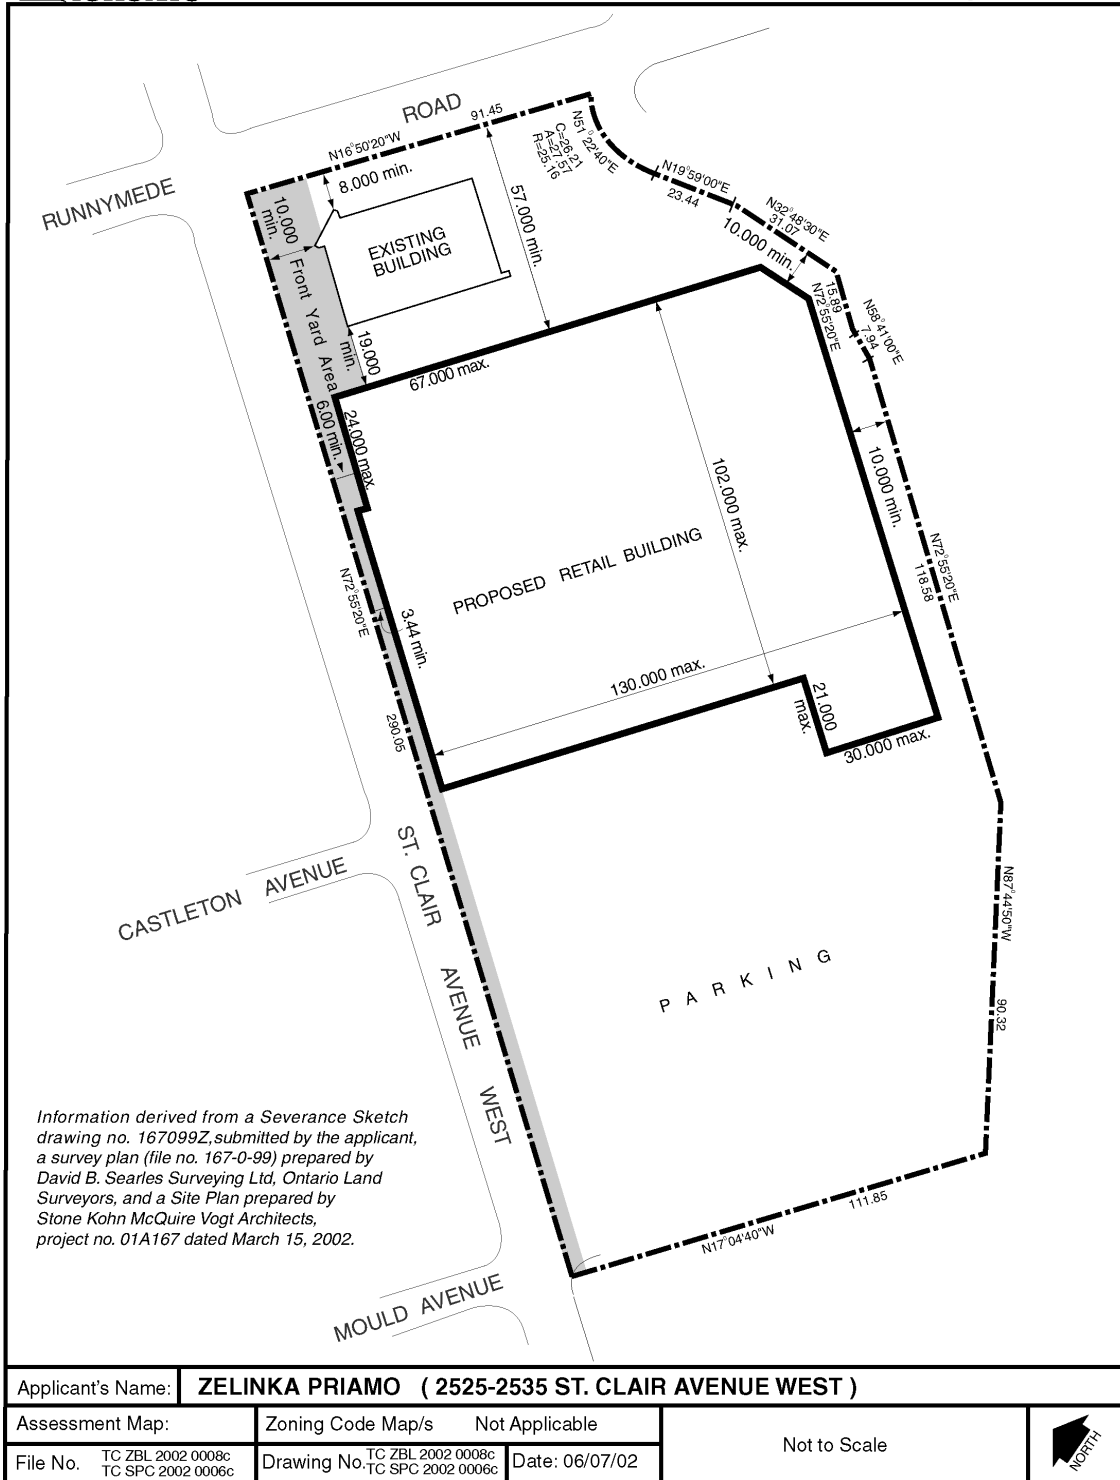 ROAD
91.45
N16°50'20"W
8.000 min.
N51°22'40"E
C=26.21
A=27.57
R=25.16
N19°59'00"E
23.44
N32°48'30"E
31.07
10.000 min.
RUNNYMEDE
10.000
min.
57.000 min.
EXISTING
BUILDING
Front Yard Area
15.89
N72°55'20"E
N58°41'00"E
7.94
19.000
min.
67.000 max.
6.00 min.
24.000 max.
10.000 min.
102.000 max.
PROPOSED RETAIL BUILDING
N72°55'20"E
118.58
N72°55'20"E
3.44 min.
130.000 max.
21.000
max.
30.000 max.
290.05
ST. CLAIR AVENUE WEST
CASTLETON AVENUE
N87°44'50"W
90.32
PARKING
Information derived from a Severance Sketch
drawing no. 167099Z,submitted by the applicant,
a survey plan (file no. 167-0-99) prepared by
David B. Searles Surveying Ltd, Ontario Land
Surveyors, and a Site Plan prepared by
Stone Kohn McQuire Vogt Architects,
project no. 01A167 dated March 15, 2002.
111.85
N17°04'40"W
MOULD AVENUE
Applicant's Name: ZELINKA PRIAMO ( 2525-2535 ST. CLAIR AVENUE WEST )
Assessment Map:
Zoning Code Map/s Not Applicable
Not to Scale
NORTH
File No. TC ZBL 2002 0008c
TC SPC 2002 0006c
Drawing No. TC ZBL 2002 0008c
TC SPC 2002 0006c
Date: 06/07/02